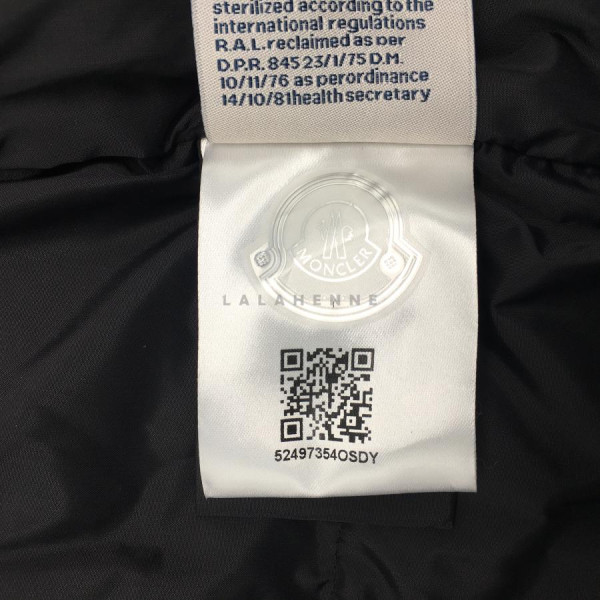 sterilized according to the
international regulations
R.A.L.reclaimed as per
D.P.R. 845 23/1/75 D.M.
10/11/76 as perordinance
14/10/81health secretary
MONCLER
LALAHENNE
52497354OSDY